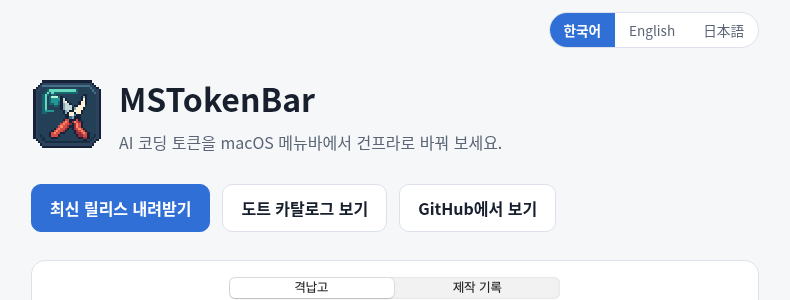 한국어 English 日本語
MSTokenBar
AI 코딩 토큰을 macOS 메뉴바에서 건프라로 바꿔 보세요.
최신 릴리스 내려받기 도트 카탈로그 보기 GitHub에서 보기
격납고 제작 기록